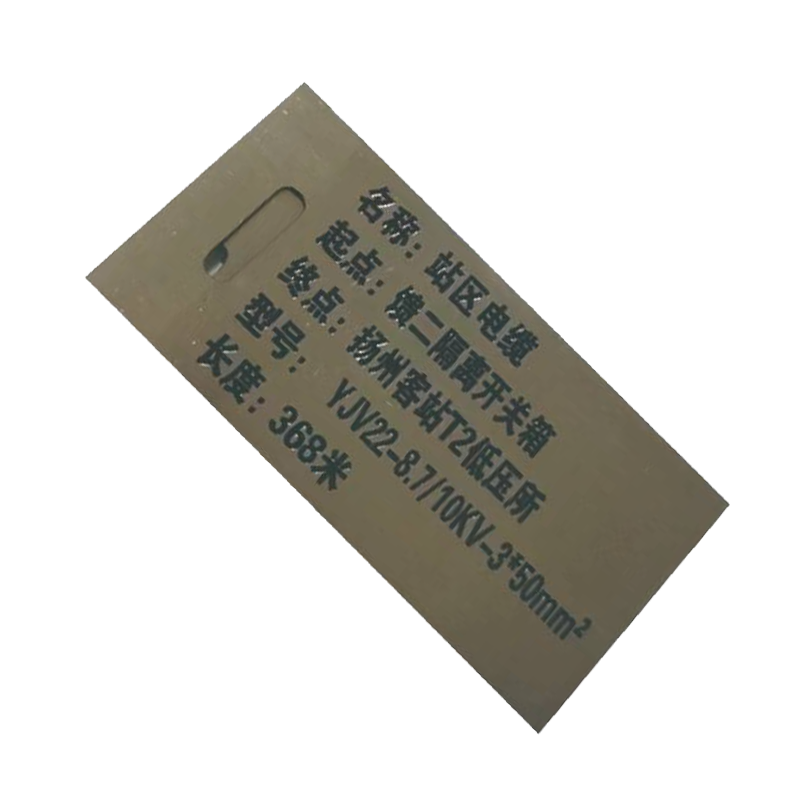 名称：站区电缆
起点：馈二隔离开关箱
终点：扬州客站T2低压所
型号：YJV22-8.7/10KV-3*50mm²
长度：368米